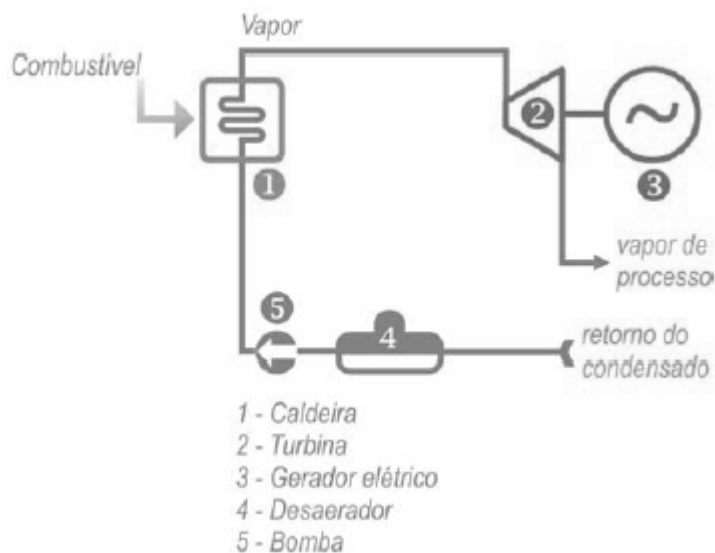 Vapor
Combustivel
1
2
3
vapor de
processo
5
4
retorno do
condensado
1 - Caldeira
2 - Turbina
3 - Gerador elétrico
4 - Desaerador
5 - Bomba